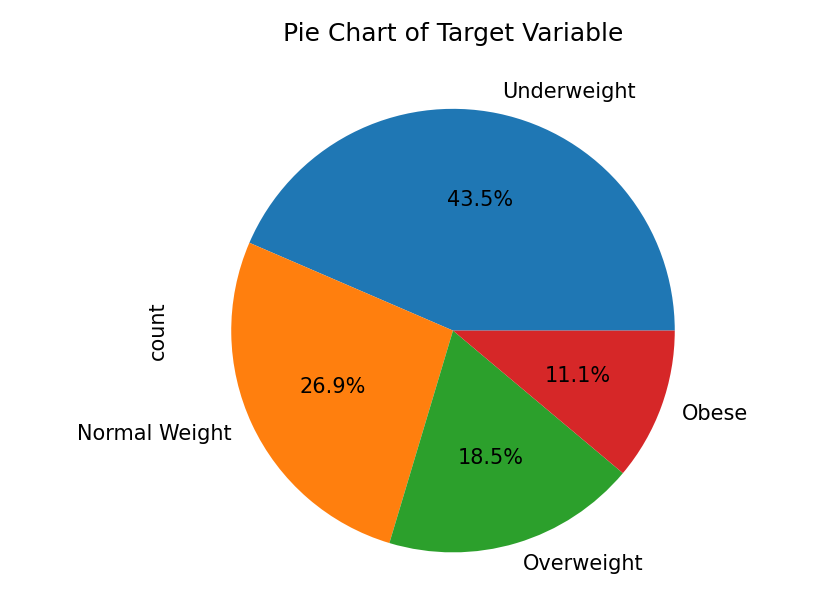 Pie Chart of Target Variable
Underweight
43.5%
count
26.9%
11.1%
Obese
Normal Weight
18.5%
Overweight